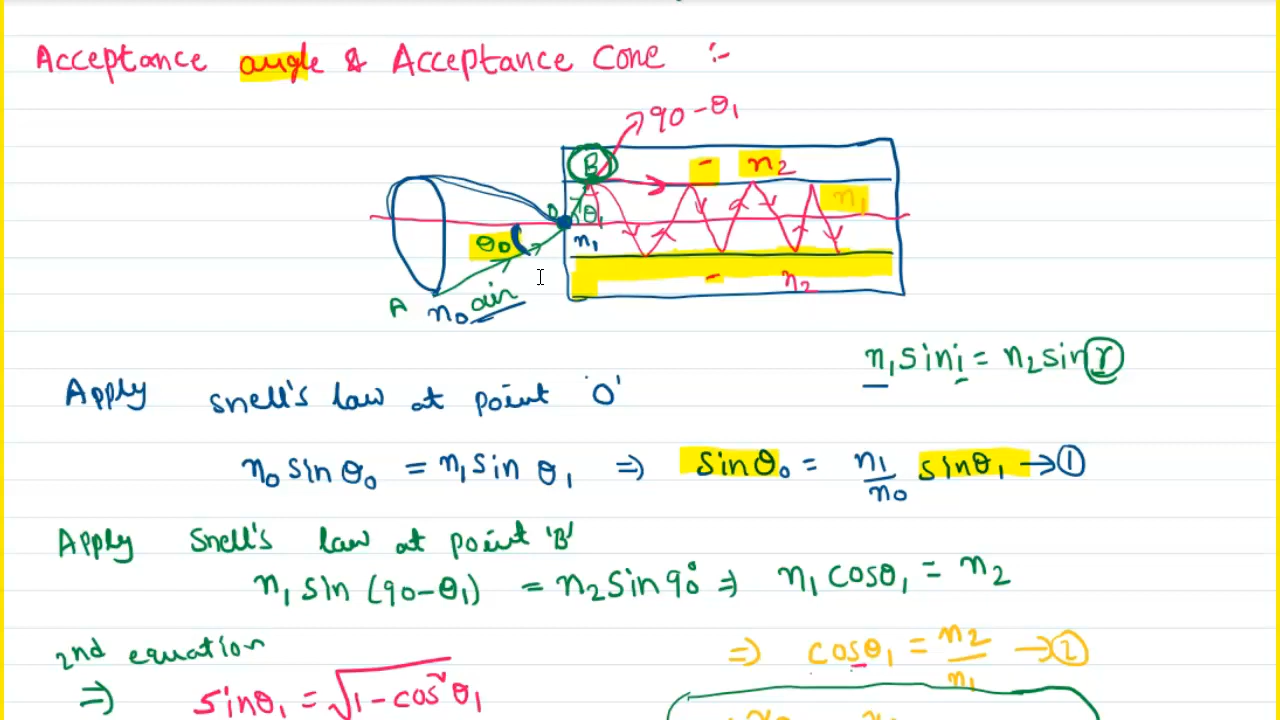 Acceptance angle & Acceptance Cone :-
90-θ₁
B
- n₂
θ₁
n₁
O
n₁
θ₀
- n₂
A n₀ air
n₁ sin i = n₂ sin r
Apply snell's law at point 'O'
n₀ sin θ₀ = n₁ sin θ₁ ⇒ sin θ₀ = n₁/n₀ sin θ₁ → ①
Apply Snell's law at point 'B'
n₁ sin (90-θ₁) = n₂ sin 90° ⇒ n₁ cos θ₁ = n₂
2nd equation
⇒ cos θ₁ = n₂/n₁ → ②
⇒ sin θ₁ = √1-cos²θ₁